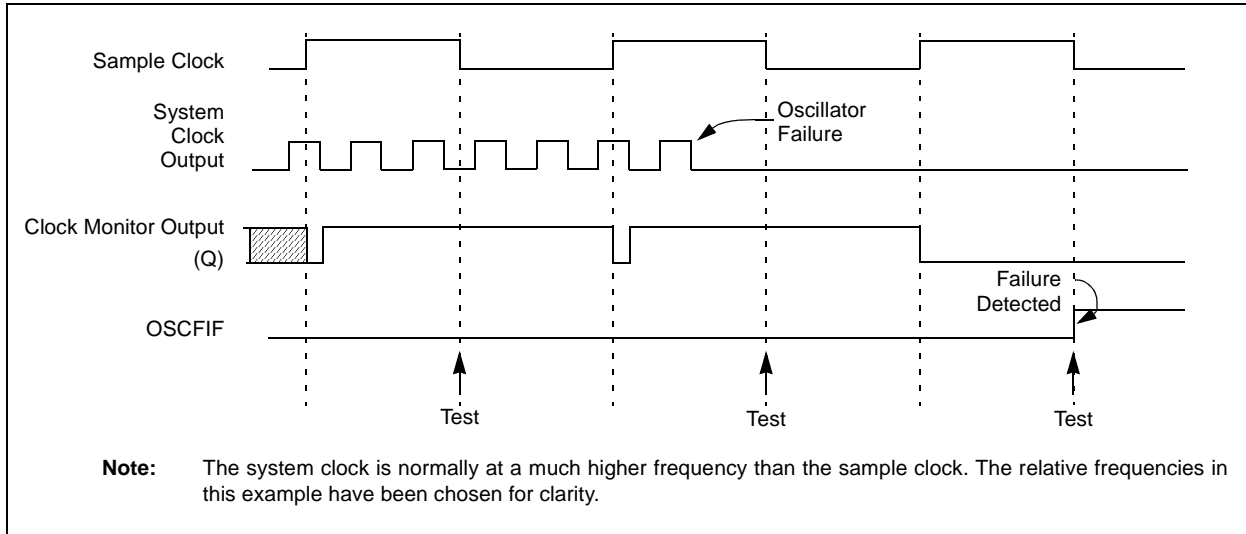 Sample Clock
System
Clock
Output
Oscillator
Failure
Clock Monitor Output
(Q)
Failure
Detected
OSCFIF
Test
Test
Test
Note: The system clock is normally at a much higher frequency than the sample clock. The relative frequencies in
this example have been chosen for clarity.